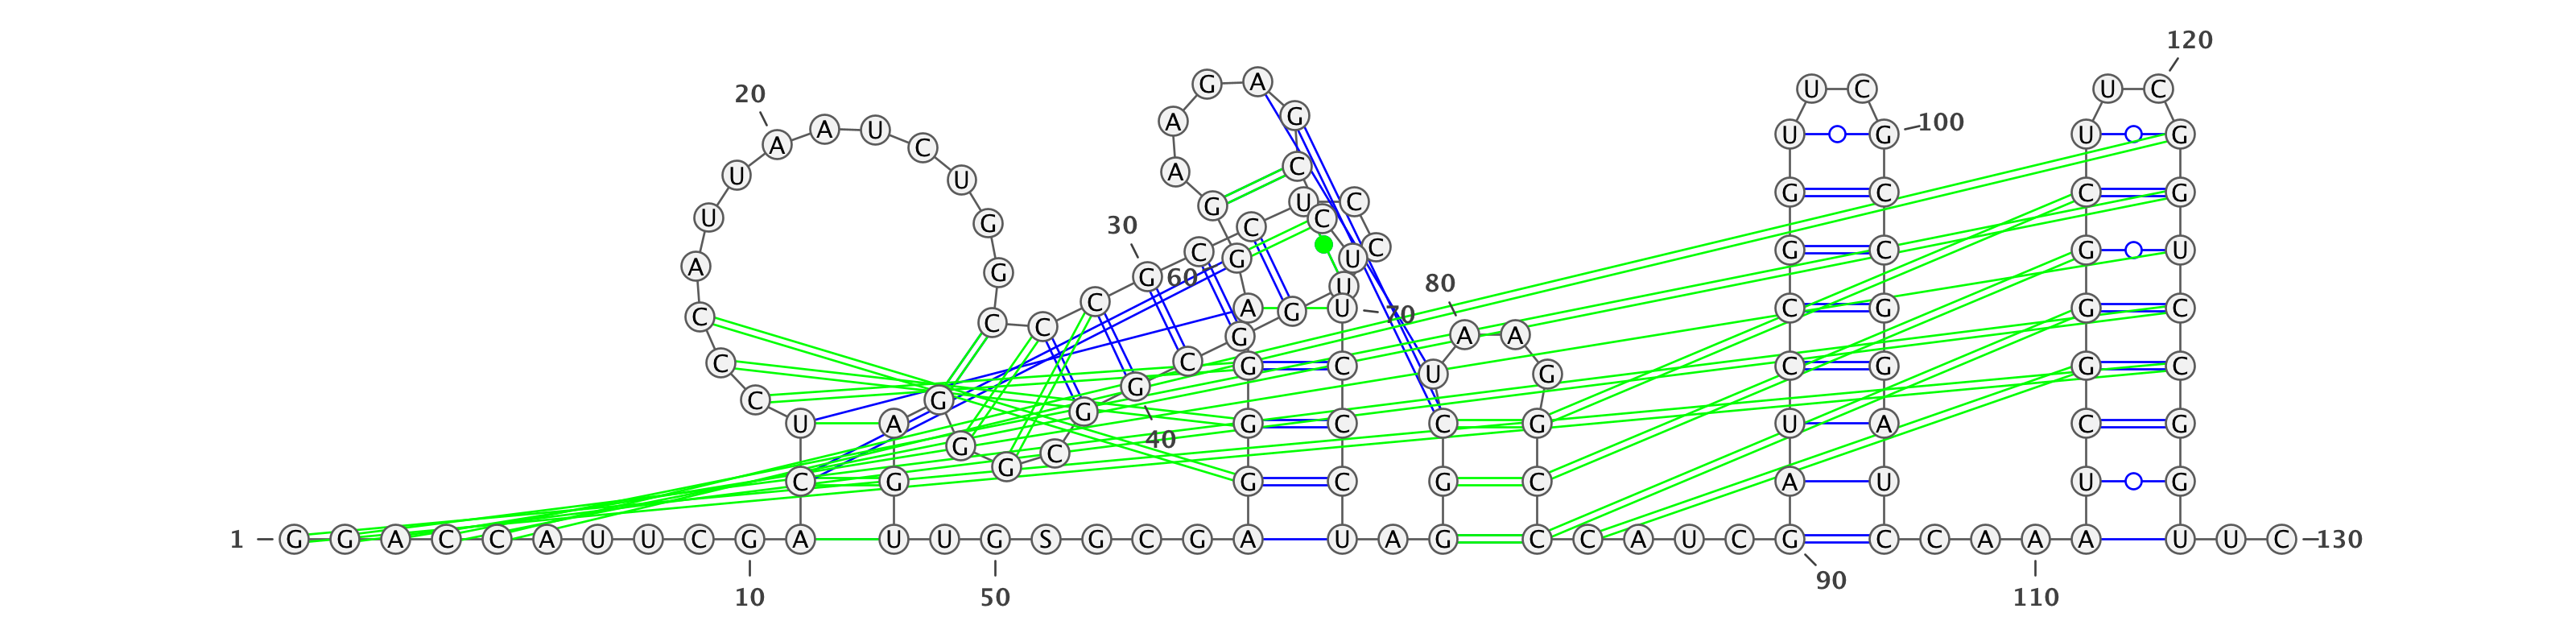 1
G G A C C A U U C G
10
A C U C C C A U U A
20
A U C U G G C C C G
30
C C U C C U G G C G
40
G C G G G A G U U G
50
S G C G A G G G A G
60
G A A G A G C C U U
70
C C C U A G G C U A
80
A G G C C C A U C G
90
A U C C G G U U C G
100
C C G G A U C C A A
110
A U C G G G C U U C
120
G G U C C G G U U C
130